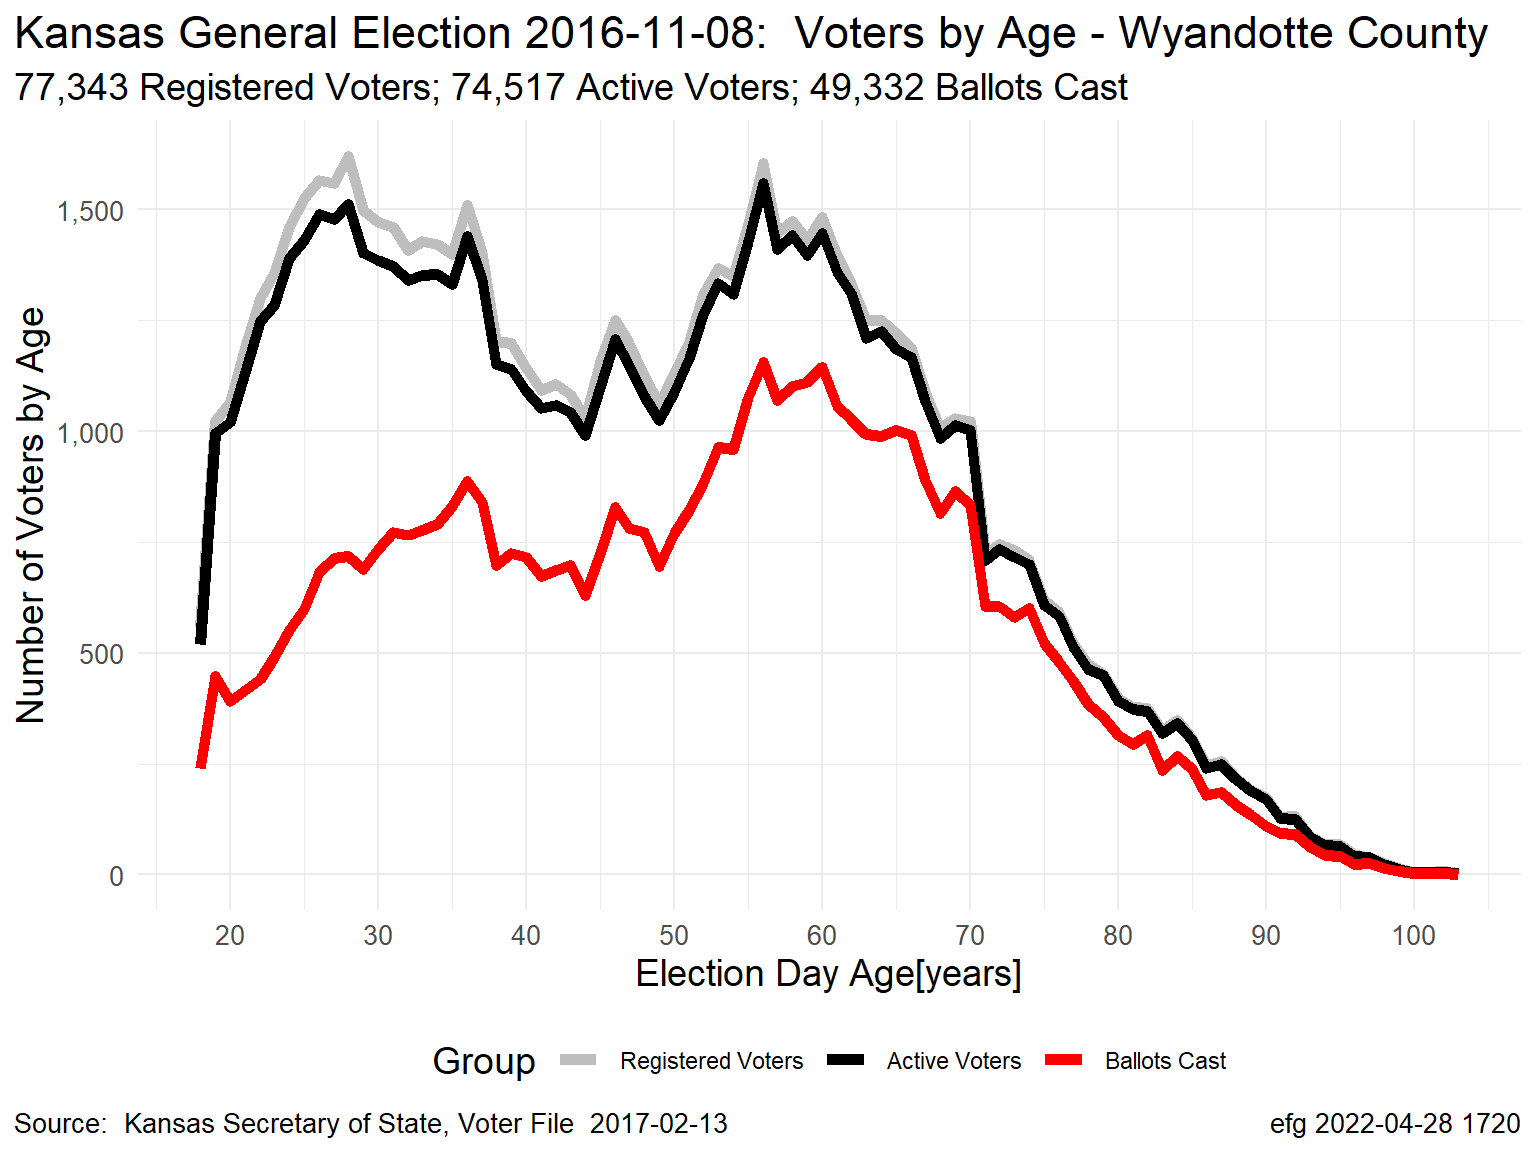 Kansas General Election 2016-11-08:  Voters by Age - Wyandotte County
77,343 Registered Voters; 74,517 Active Voters; 49,332 Ballots Cast
Number of Voters by Age
1,500
1,000
500
0
20 30 40 50 60 70 80 90 100
Election Day Age[years]
Group Registered Voters Active Voters Ballots Cast
Source:  Kansas Secretary of State, Voter File  2017-02-13
efg 2022-04-28 1720